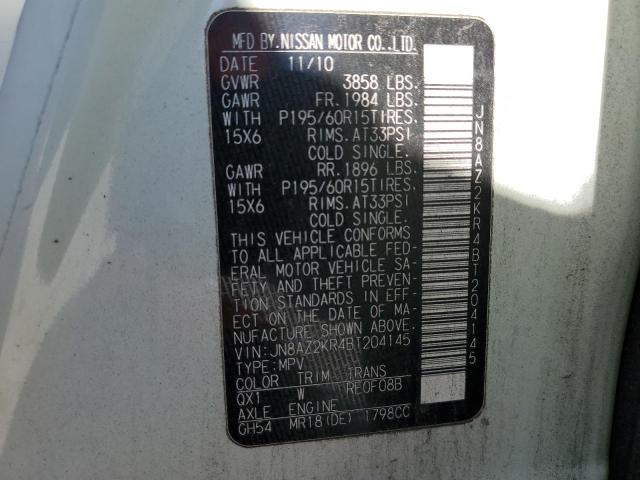 MFD BY. NISSAN MOTOR CO., LTD.
DATE 11/10
GVWR 3858 LBS.
GAWR FR. 1984 LBS.
WITH P195/60R15TIRES.
15X6 RIMS. AT33PSI
COLD SINGLE.
GAWR RR. 1896 LBS.
WITH P195/60R15TIRES.
15X6 RIMS. AT33PSI
COLD SINGLE.
THIS VEHICLE CONFORMS
TO ALL APPLICABLE FED-
ERAL MOTOR VEHICLE SA-
FETY AND THEFT PREVEN-
TION STANDARDS IN EFF-
ECT ON THE DATE OF MA-
NUFACTURE SHOWN ABOVE.
VIN: JN8AZ2KR4BT204145
TYPE: MPV
COLOR TRIM TRANS
QX1 W RE0F08B
AXLE ENGINE
GH54 MR18(DE) 1798CC
JN8AZ2KR4BT204145